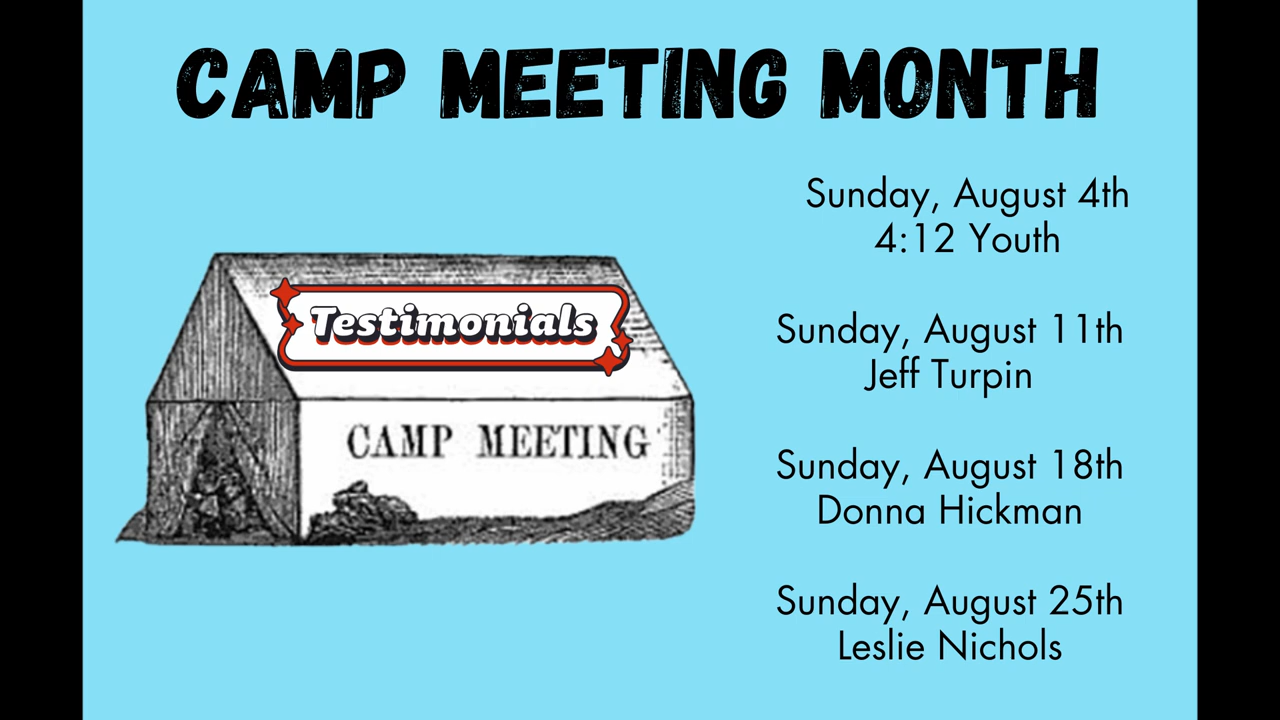 CAMP MEETING MONTH
Testimonials
CAMP MEETING
Sunday, August 4th
4:12 Youth
Sunday, August 11th
Jeff Turpin
Sunday, August 18th
Donna Hickman
Sunday, August 25th
Leslie Nichols